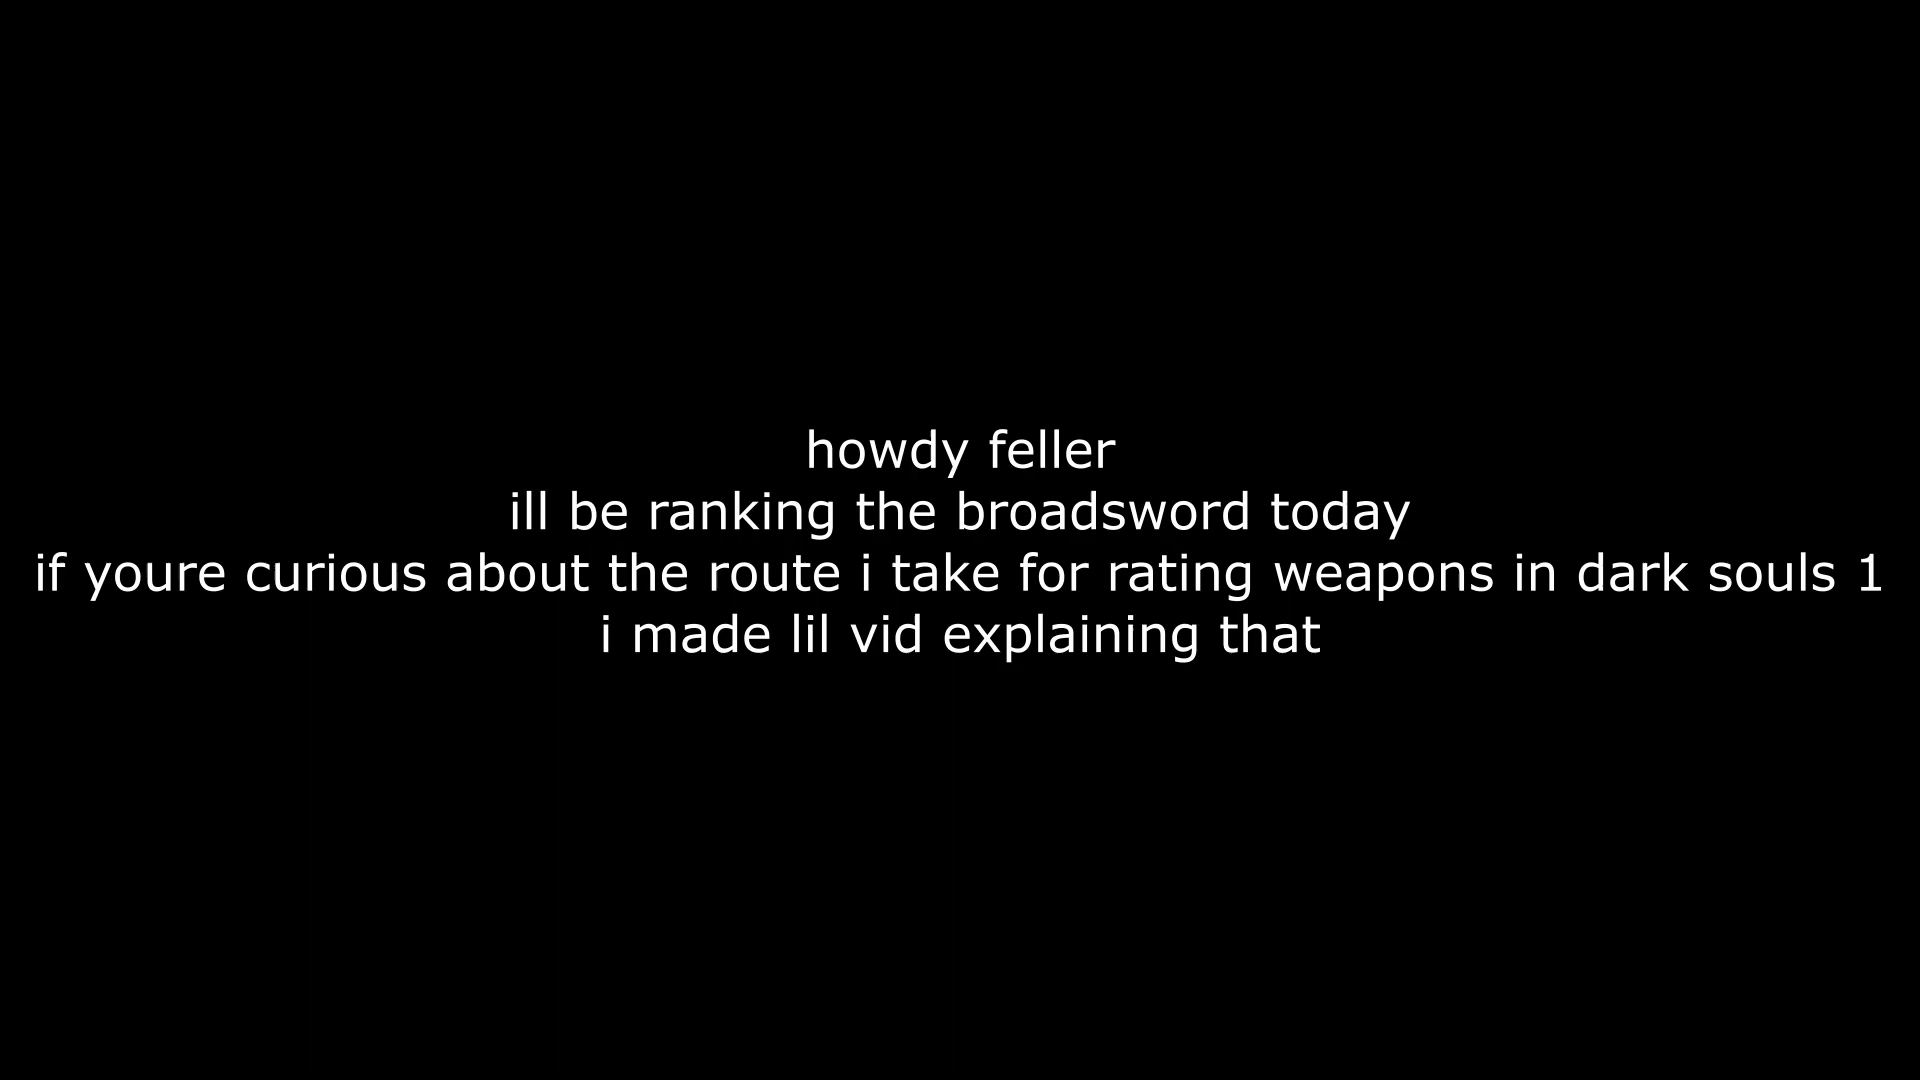 howdy feller
ill be ranking the broadsword today
if youre curious about the route i take for rating weapons in dark souls 1
i made lil vid explaining that